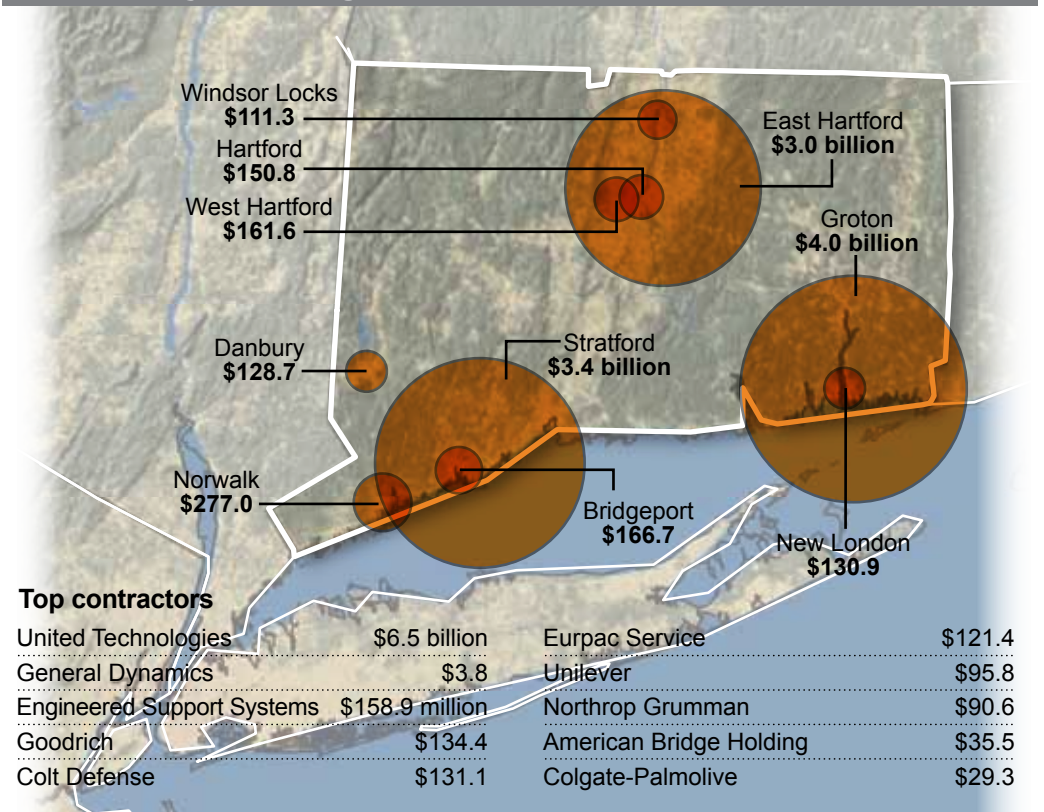 Windsor Locks
$111.3
Hartford
$150.8
West Hartford
$161.6
East Hartford
$3.0 billion
Groton
$4.0 billion
Danbury
$128.7
Stratford
$3.4 billion
Norwalk
$277.0
Bridgeport
$166.7
New London
$130.9
Top contractors
United Technologies $6.5 billion
General Dynamics $3.8
Engineered Support Systems $158.9 million
Goodrich $134.4
Colt Defense $131.1
Eurpac Service $121.4
Unilever $95.8
Northrop Grumman $90.6
American Bridge Holding $35.5
Colgate-Palmolive $29.3